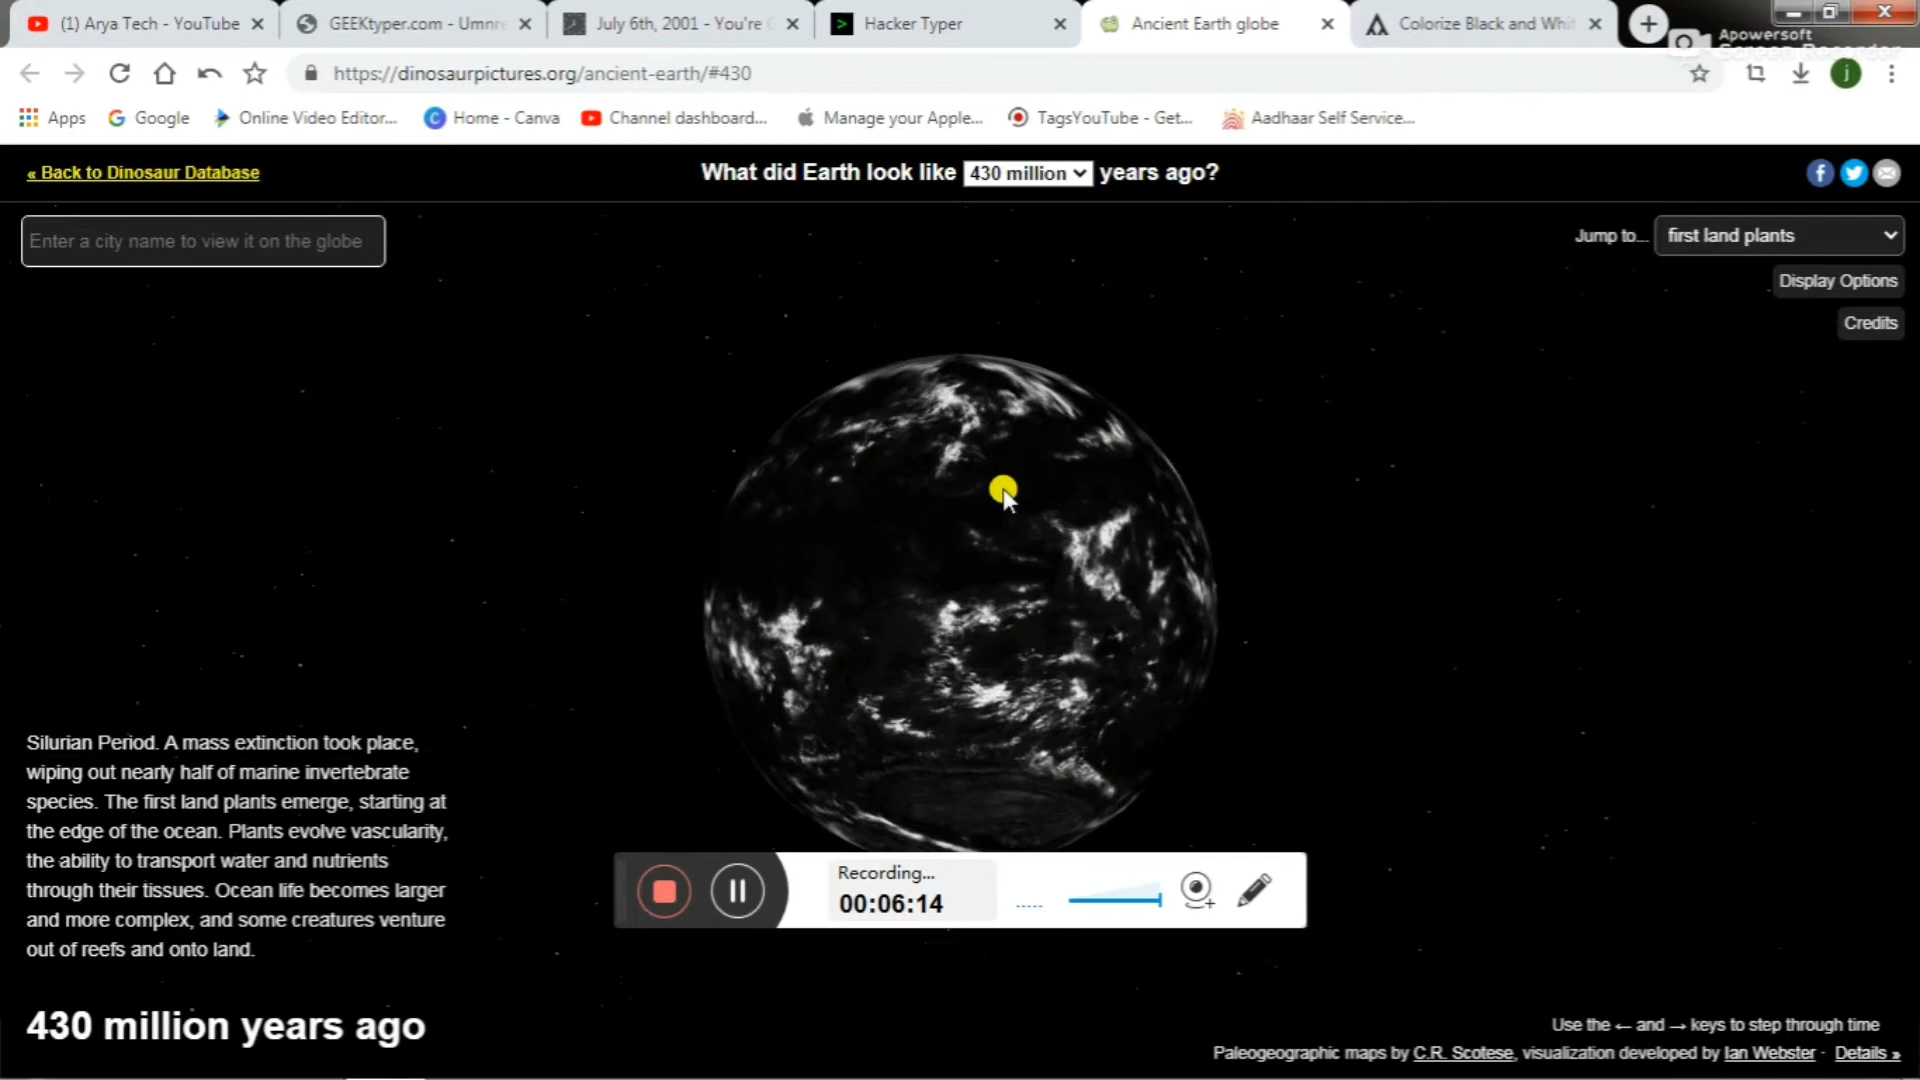 (1) Arya Tech - YouTube
GEEKtyper.com - Umnre
July 6th, 2001 - You're
Hacker Typer
Ancient Earth globe
Colorize Black and Whi
Apowersoft
Screen Recorder
https://dinosaurpictures.org/ancient-earth/#430
j
Apps
Google
Online Video Editor...
Home - Canva
Channel dashboard...
Manage your Apple...
TagsYouTube - Get...
Aadhaar Self Service...
« Back to Dinosaur Database
What did Earth look like 430 million years ago?
Enter a city name to view it on the globe
Jump to... first land plants
Display Options
Credits
Silurian Period. A mass extinction took place,
wiping out nearly half of marine invertebrate
species. The first land plants emerge, starting at
the edge of the ocean. Plants evolve vascularity,
the ability to transport water and nutrients
through their tissues. Ocean life becomes larger
and more complex, and some creatures venture
out of reefs and onto land.
Recording...
00:06:14
430 million years ago
Use the ← and → keys to step through time
Paleogeographic maps by C.R. Scotese, visualization developed by Ian Webster · Details »